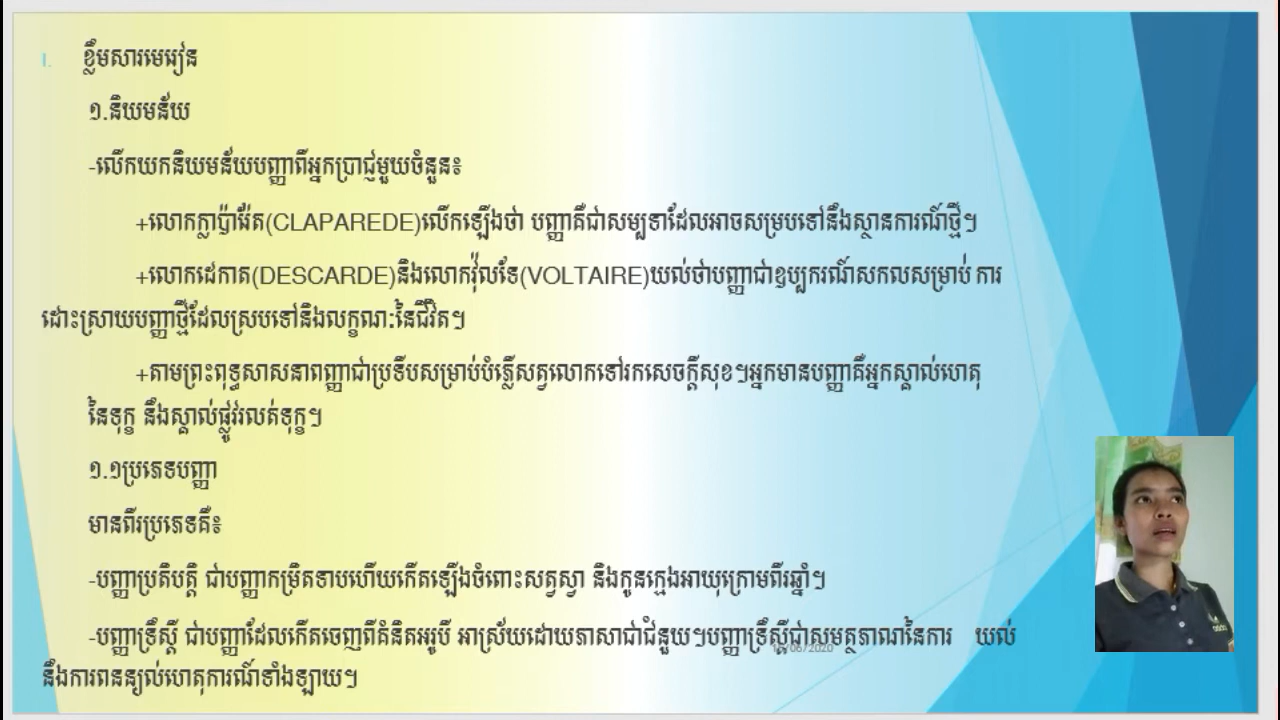 I. ខ្លឹមសារមេរៀន
១.និយមន័យ
-លើកយកនិយមន័យបញ្ញាពីអ្នកប្រាជ្ញមួយចំនួន៖
+លោកក្លាប៉ារ៉ែត(CLAPAREDE)លើកឡើងថា បញ្ញាគឺជាសម្បទាដែលអាចសម្របទៅនឹងស្ថានការណ៍ថ្មី។
+លោកដេកាត(DESCARDE)និងលោកវ៉ុលទែ(VOLTAIRE)យល់ថាបញ្ញាជាឧប្បករណ៍សកលសម្រាប់ ការ
ដោះស្រាយបញ្ញាថ្មីដែលស្របទៅនិងលក្ខណៈនៃជីវិត។
+តាមព្រះពុទ្ធសាសនាពញ្ញាជាប្រទីបសម្រាប់បំភ្លឺសត្វលោកទៅរកសេចក្តីសុខ។អ្នកមានបញ្ញាគឺអ្នកស្គាល់ហេតុ
នៃទុក្ខ នឹងស្គាល់ផ្លូវរលត់ទុក្ខ។
១.១ប្រភេទបញ្ញា
មានពីរប្រភេទគឺ៖
-បញ្ញាប្រតិបត្តិ ជាបញ្ញាកម្រិតទាបហើយកើតឡើងចំពោះសត្វស្វា និងកូនក្មេងអាយុក្រោមពីរឆ្នាំ។
-បញ្ញាទ្រឹស្តី ជាបញ្ញាដែលកើតចេញពីគំនិតអរូបី អាស្រ័យដោយភាសាជាជំនួយ។បញ្ញាទ្រឹស្តីជាសមត្ថភាណនៃការ យល់
នឹងការពនន្យល់ហេតុការណ៍ទាំងឡាយ។